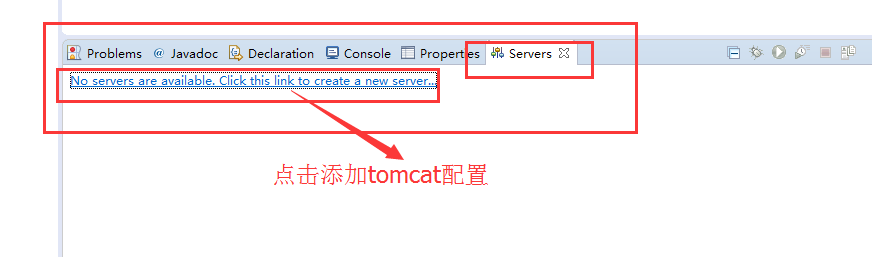 Problems @ Javadoc Declaration Console Properties Servers
No servers are available. Click this link to create a new server...
点击添加tomcat配置